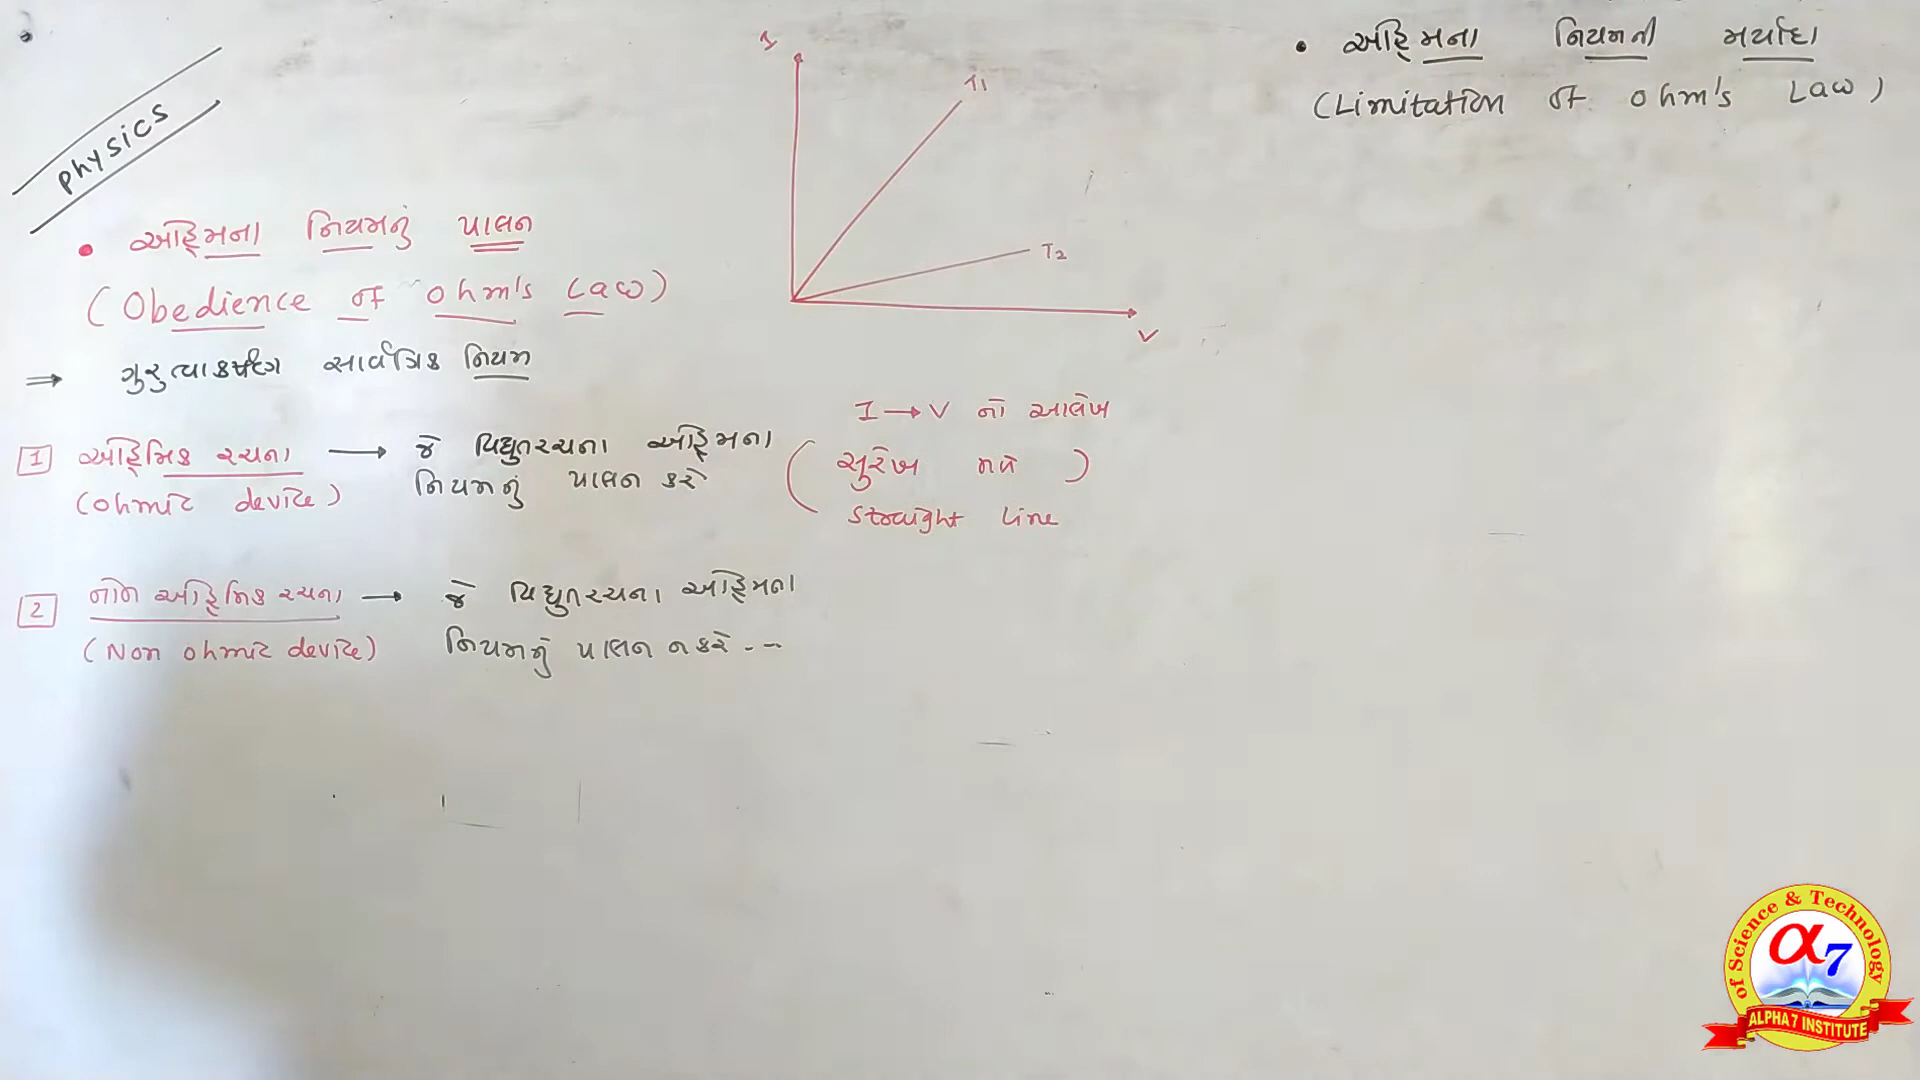 Physics
• ઓહ્મિના નિયમનું પાલન
(Obedience of ohm's Law)
⇒ ગુરુત્વાકર્ષણ સાર્વત્રિક નિયમ
1 ઓહ્મિક રચના → જે વિદ્યુતરચના ઓહ્મના
(ohmic device) નિયમનું પાલન કરે
2 નોન ઓહ્મિક રચના → જે વિદ્યુતરચના ઓહ્મના
(Non ohmic device) નિયમનું પાલન ન કરે - --
I
T1
T2
V
I → V નો આલેખ
(સુરેખ મળે)
straight Line
• ઓહ્મિના નિયમની મર્યાદા
(Limitation of ohm's Law)
of Science & Technology
α7
ALPHA 7 INSTITUTE